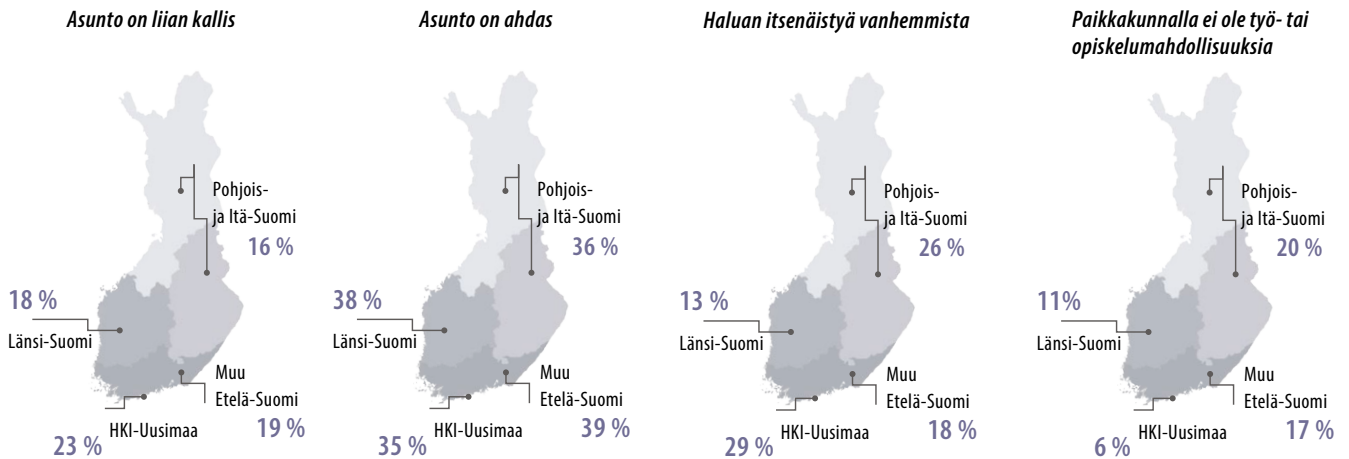 Asunto on liian kallis
Pohjois-
ja Itä-Suomi
16 %
18 %
Länsi-Suomi
Muu
Etelä-Suomi
19 %
HKI-Uusimaa
23 %
Asunto on ahdas
Pohjois-
ja Itä-Suomi
36 %
38 %
Länsi-Suomi
Muu
Etelä-Suomi
39 %
HKI-Uusimaa
35 %
Haluan itsenäistyä vanhemmista
Pohjois-
ja Itä-Suomi
26 %
13 %
Länsi-Suomi
Muu
Etelä-Suomi
18 %
HKI-Uusimaa
29 %
Paikkakunnalla ei ole työ- tai
opiskelumahdollisuuksia
Pohjois-
ja Itä-Suomi
20 %
11%
Länsi-Suomi
Muu
Etelä-Suomi
17 %
HKI-Uusimaa
6 %